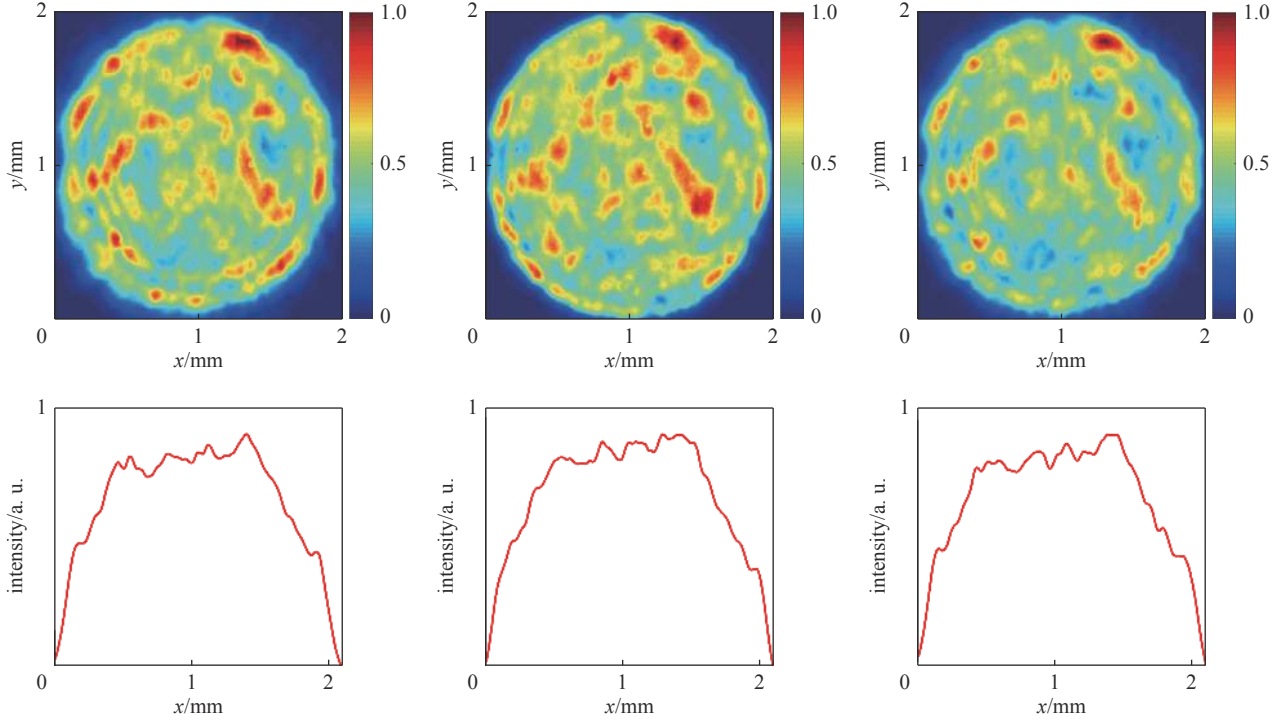 2 1.0 2 1.0 2 1.0
y/mm 1 0.5 y/mm 1 0.5 y/mm 1 0.5
0 0 0
0 1 2 0 1 2 0 1 2
x/mm x/mm x/mm
1 1 1
intensity/a. u. intensity/a. u. intensity/a. u.
0 1 2 0 1 2 0 1 2
x/mm x/mm x/mm